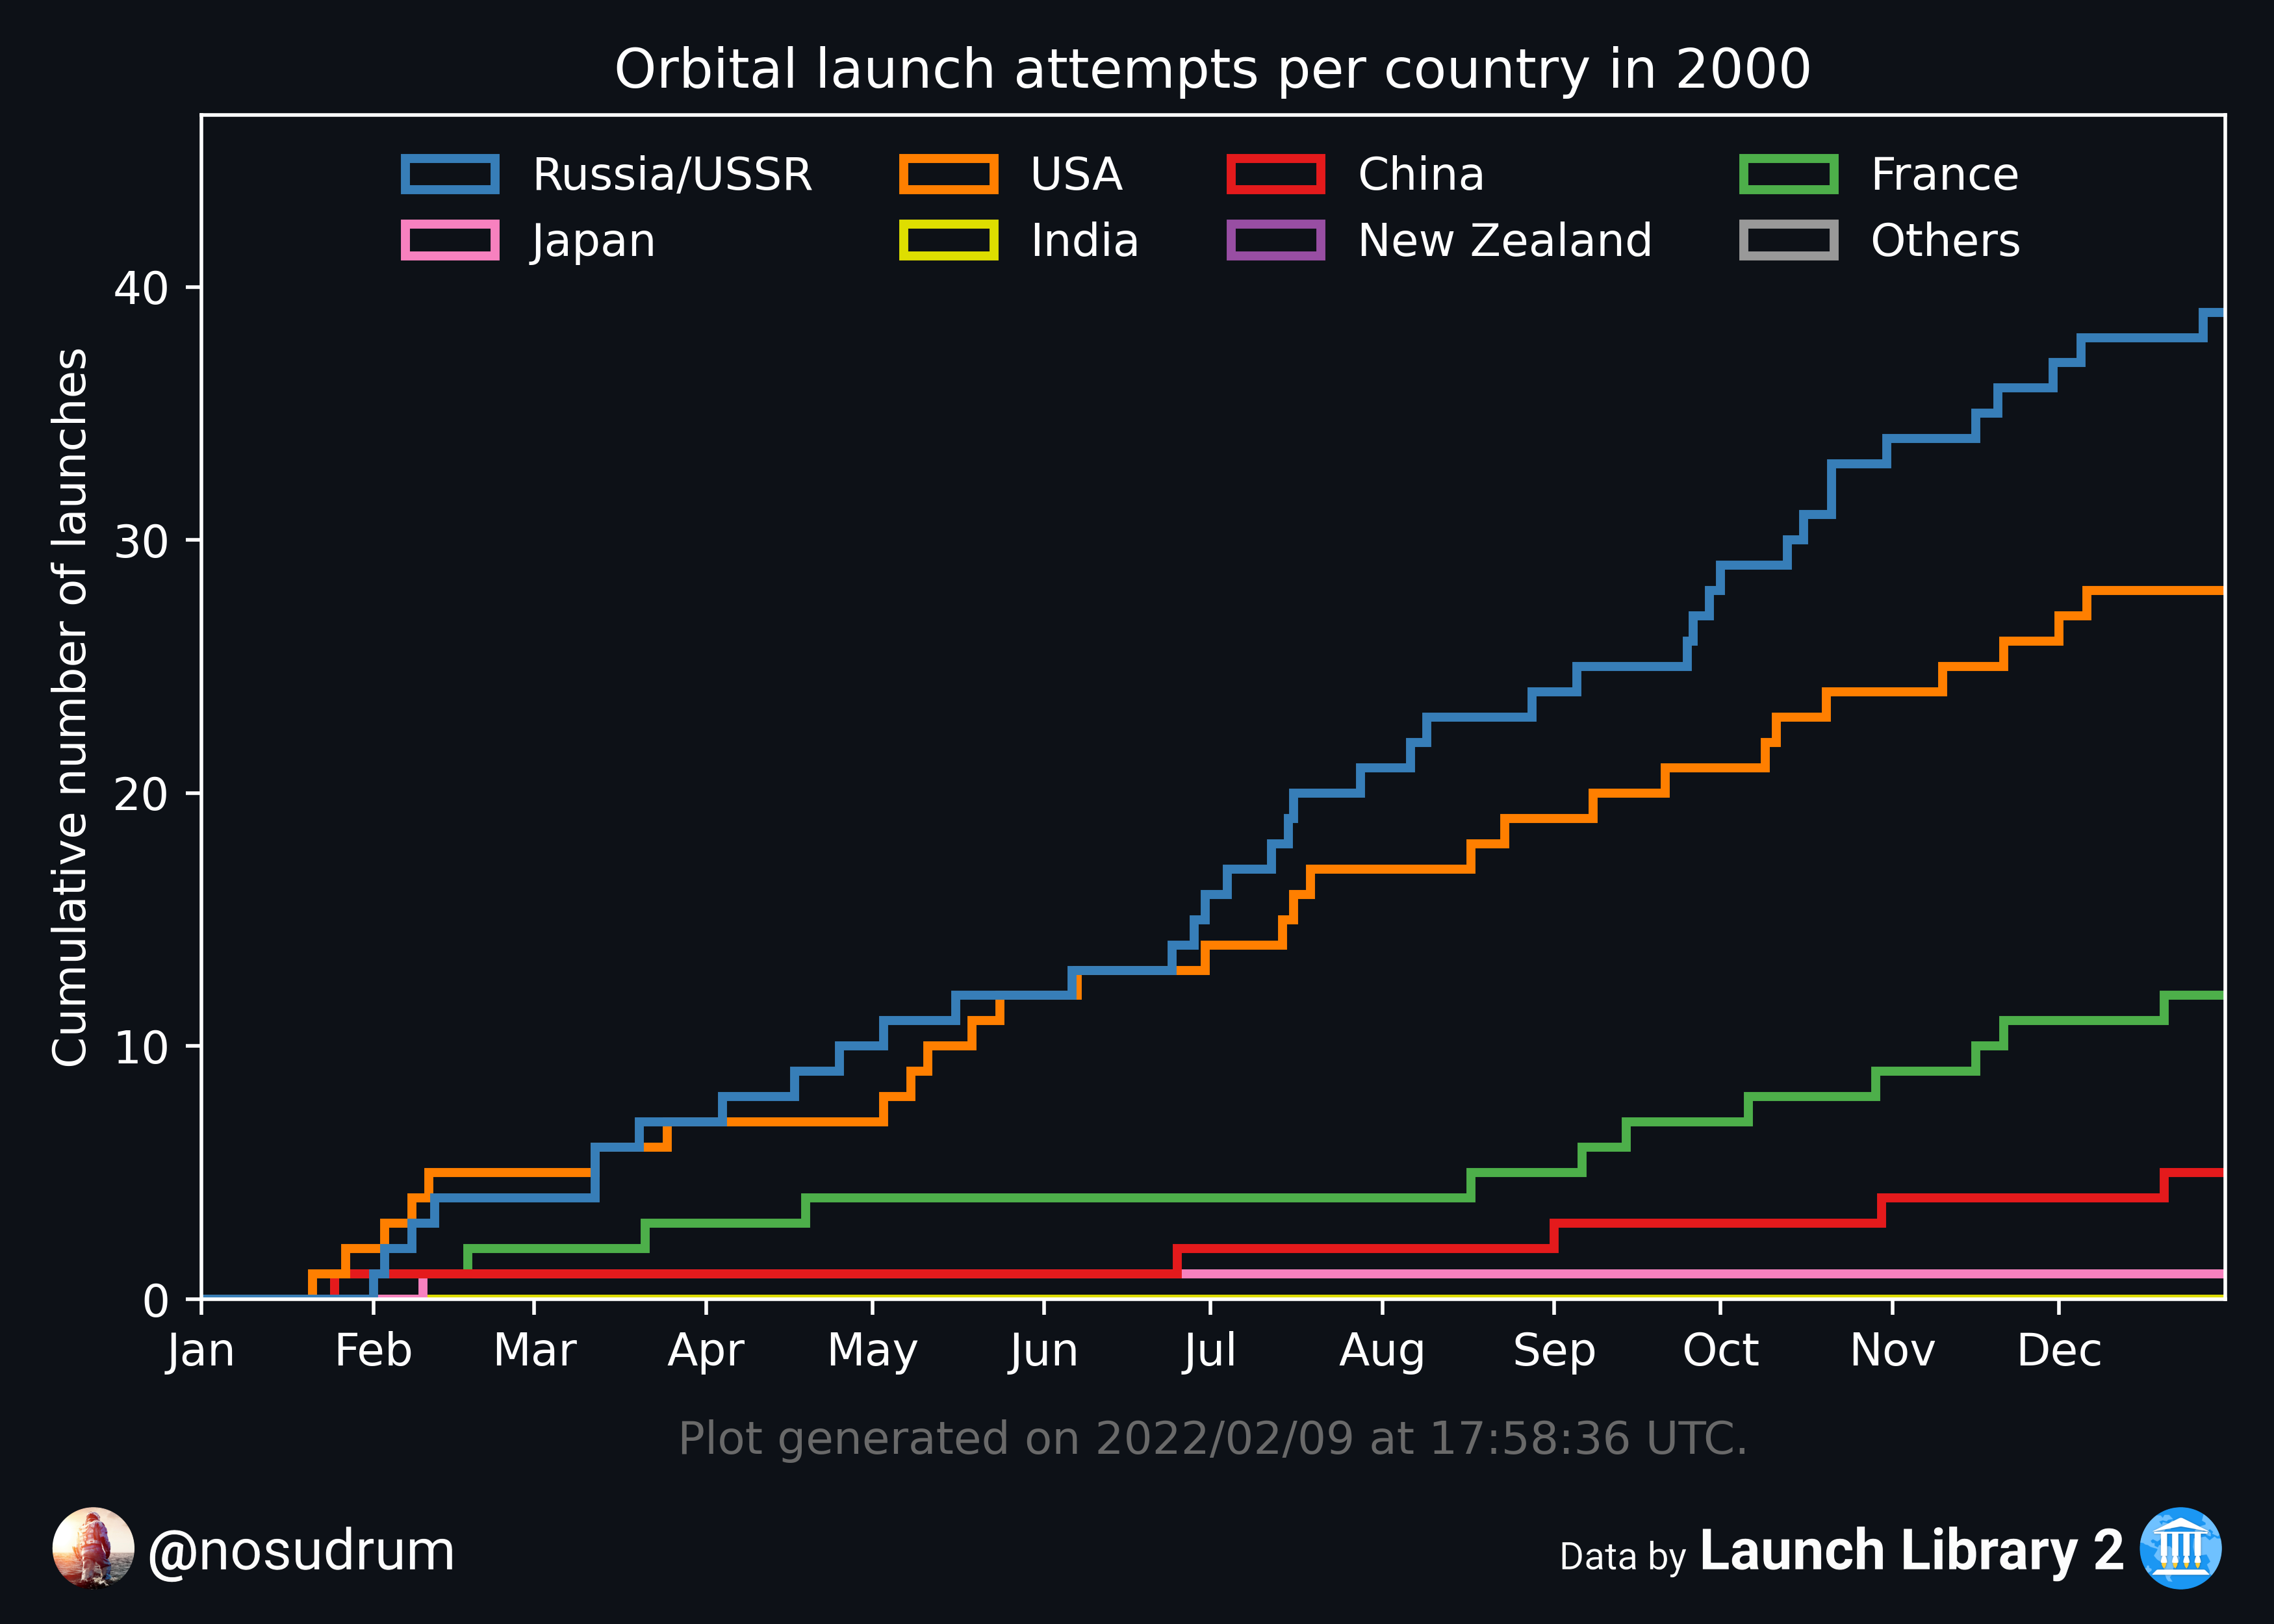 Orbital launch attempts per country in 2000
Russia/USSR USA China France
Japan India New Zealand Others
Cumulative number of launches
40
30
20
10
0
Jan Feb Mar Apr May Jun Jul Aug Sep Oct Nov Dec
Plot generated on 2022/02/09 at 17:58:36 UTC.
@nosudrum
Data by Launch Library 2